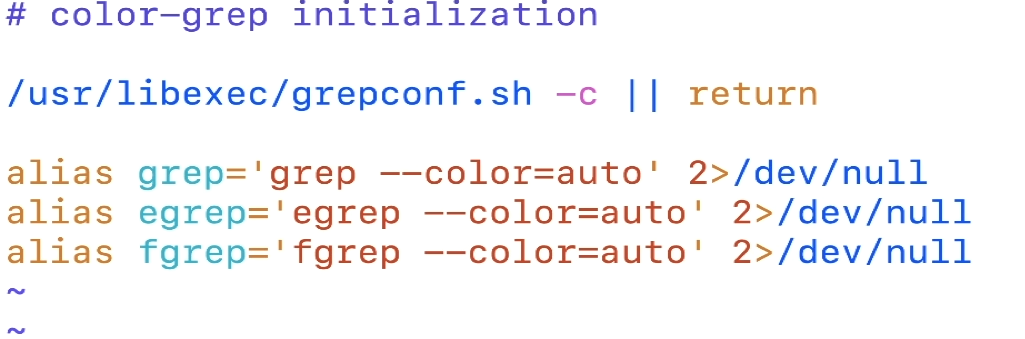 # color-grep initialization
/usr/libexec/grepconf.sh -c || return
alias grep='grep --color=auto' 2>/dev/null
alias egrep='egrep --color=auto' 2>/dev/null
alias fgrep='fgrep --color=auto' 2>/dev/null
~
~